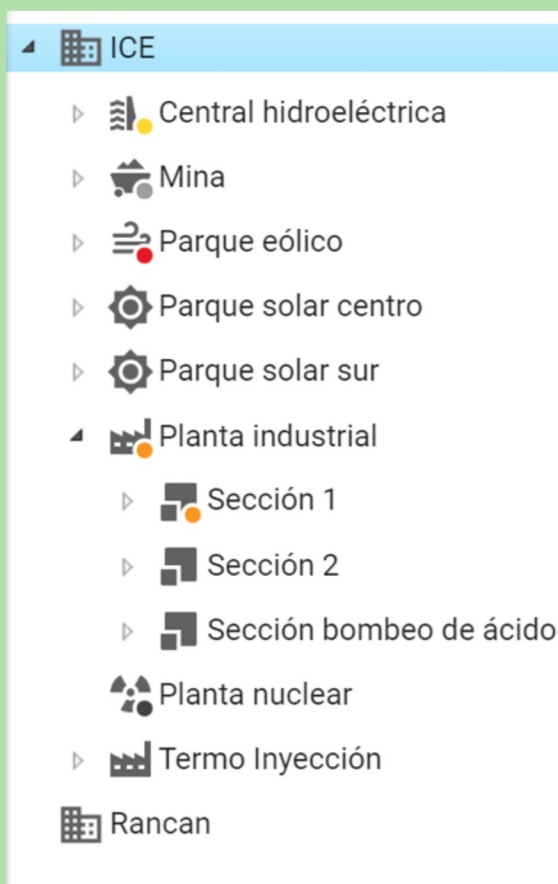 ICE
Central hidroeléctrica
Mina
Parque eólico
Parque solar centro
Parque solar sur
Planta industrial
Sección 1
Sección 2
Sección bombeo de ácido
Planta nuclear
Termo Inyección
Rancan